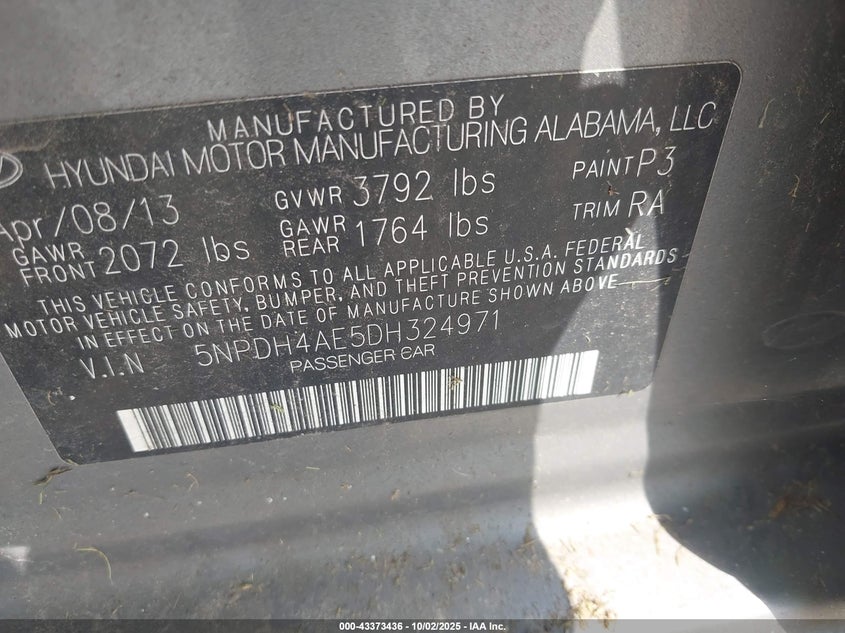 MANUFACTURED BY
HYUNDAI MOTOR MANUFACTURING ALABAMA, LLC
Apr/08/13 GVWR 3792 lbs PAINT P3
GAWR FRONT 2072 lbs GAWR REAR 1764 lbs TRIM RA
THIS VEHICLE CONFORMS TO ALL APPLICABLE U.S.A. FEDERAL
MOTOR VEHICLE SAFETY, BUMPER, AND THEFT PREVENTION STANDARDS
IN EFFECT ON THE DATE OF MANUFACTURE SHOWN ABOVE
V.I.N 5NPDH4AE5DH324971
PASSENGER CAR
000-43373436 - 10/02/2025 - IAA Inc.